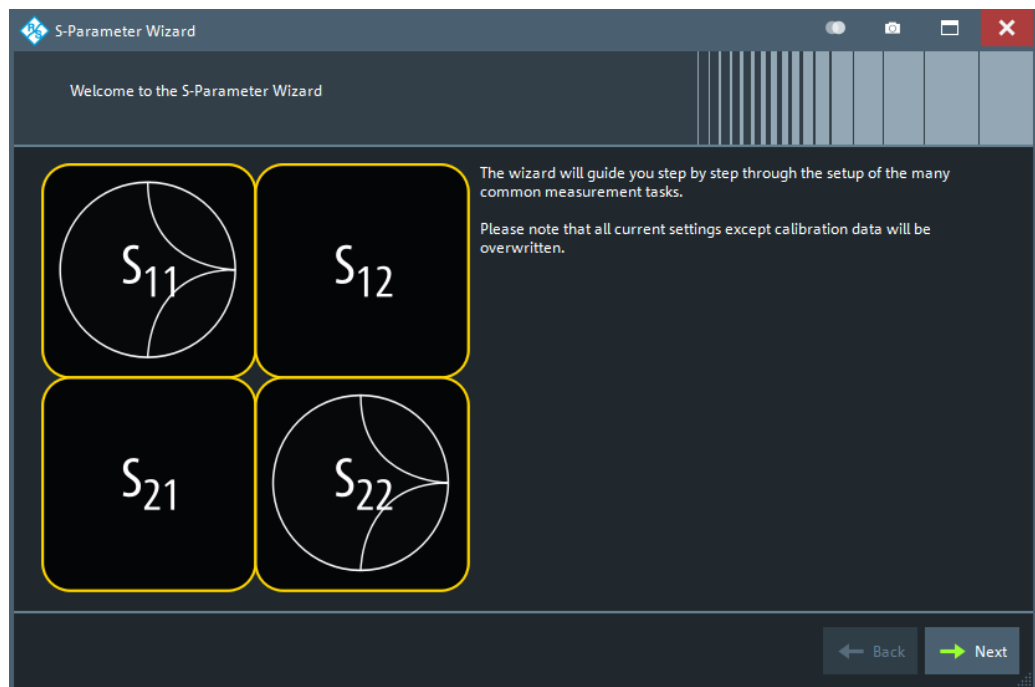 S-Parameter Wizard
Welcome to the S-Parameter Wizard
The wizard will guide you step by step through the setup of the many
common measurement tasks.
Please note that all current settings except calibration data will be
overwritten.
S11
S12
S21
S22
Back
Next